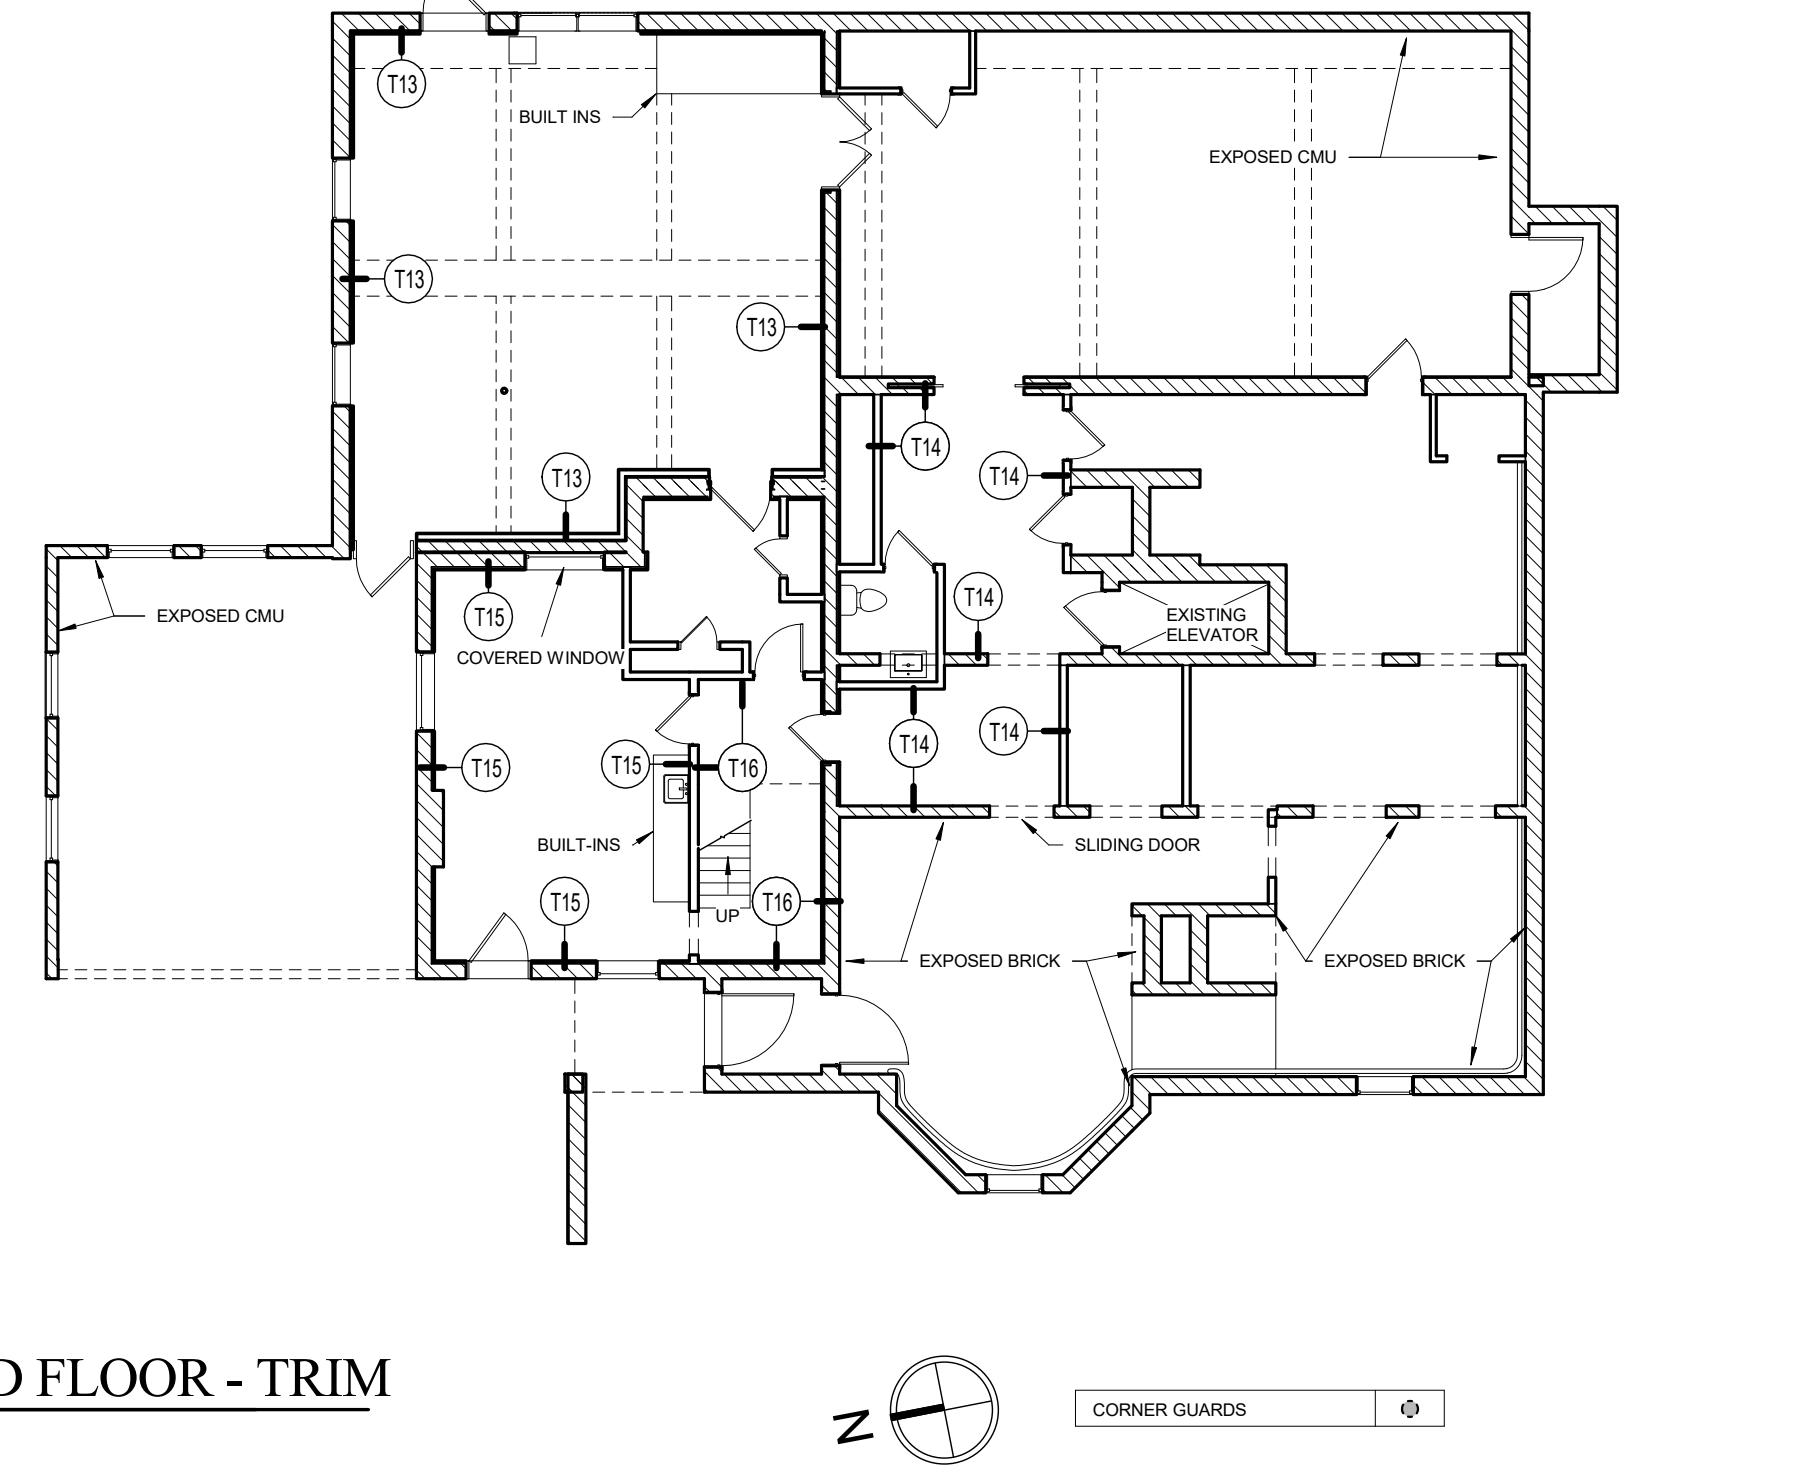 T13
BUILT INS
EXPOSED CMU
T13
T13
T14
T14
T13
T14
EXISTING
ELEVATOR
EXPOSED CMU
T15
COVERED WINDOW
T14
T14
T15
T15
T16
BUILT-INS
SLIDING DOOR
T15
UP
T16
EXPOSED BRICK
EXPOSED BRICK
D FLOOR - TRIM
N
CORNER GUARDS